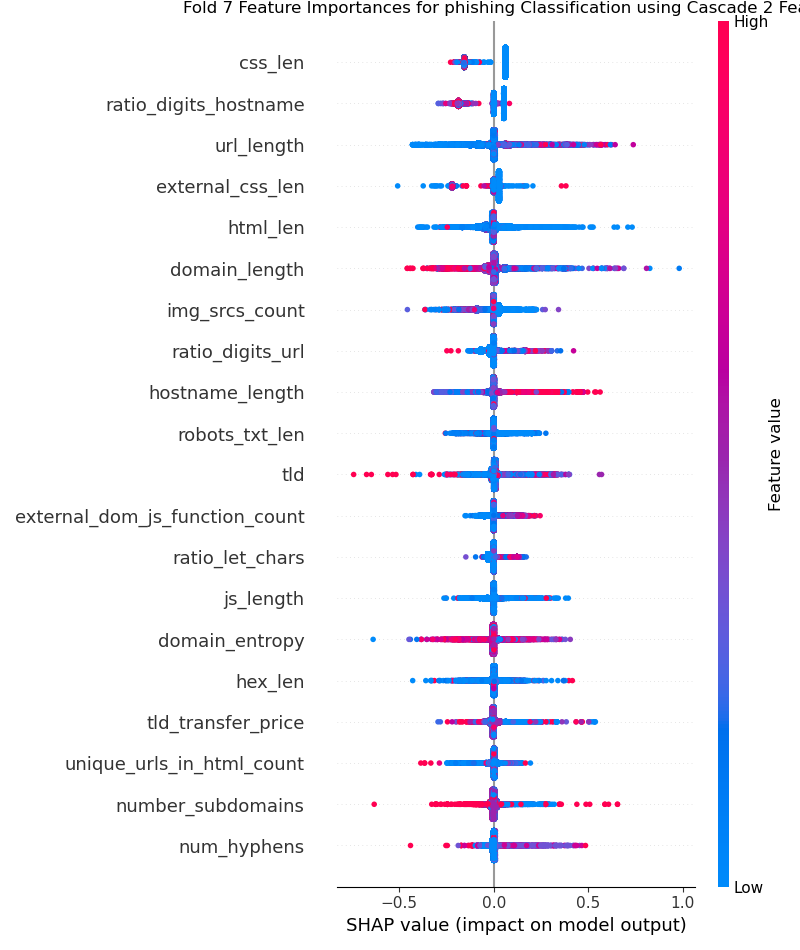 Fold 7 Feature Importances for phishing Classification using Cascade 2 Fea
High
css_len
ratio_digits_hostname
url_length
external_css_len
html_len
domain_length
img_srcs_count
ratio_digits_url
hostname_length
robots_txt_len
tld
external_dom_js_function_count
ratio_let_chars
js_length
domain_entropy
hex_len
tld_transfer_price
unique_urls_in_html_count
number_subdomains
num_hyphens
Feature value
Low
−0.5 0.0 0.5 1.0
SHAP value (impact on model output)